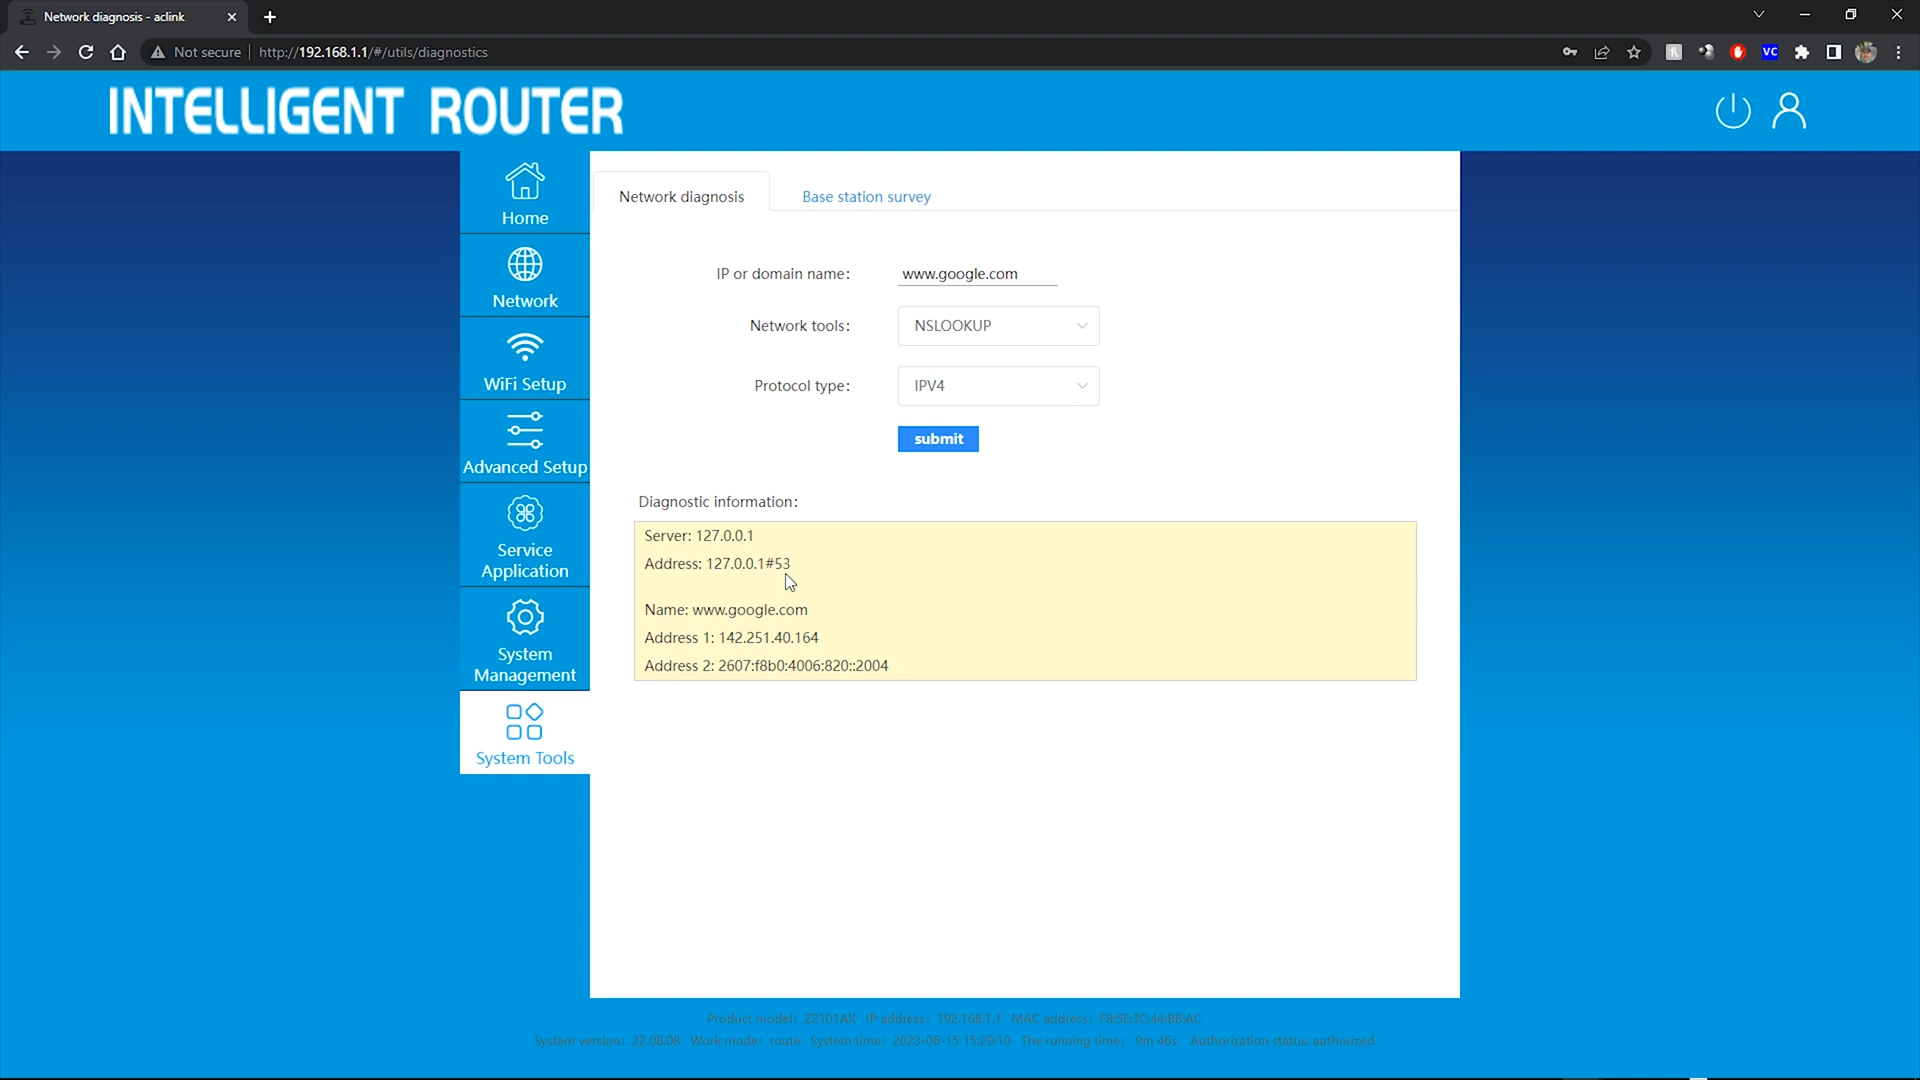 Network diagnosis - aclink
Not secure http://192.168.1.1/#/utils/diagnostics
VC
INTELLIGENT ROUTER
Home
Network
WiFi Setup
Advanced Setup
Service
Application
System
Management
System Tools
Network diagnosis Base station survey
IP or domain name: www.google.com
Network tools: NSLOOKUP
Protocol type: IPV4
submit
Diagnostic information:
Server: 127.0.0.1
Address: 127.0.0.1#53
Name: www.google.com
Address 1: 142.251.40.164
Address 2: 2607:f8b0:4006:820::2004
Product model: Z2101AX IP address: 192.168.1.1 MAC address: F8:5E:3C:44:BB:AC
System version: 22.08.08 Work mode: route System time: 2023-06-15 15:29:10 The running time: 9m 46s Authorization status: authorized